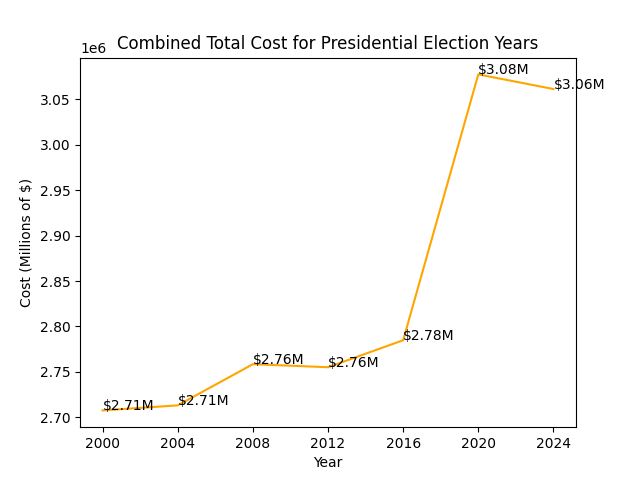 Combined Total Cost for Presidential Election Years
1e6
Cost (Millions of $)
3.05
3.00
2.95
2.90
2.85
2.80
2.75
2.70
$2.71M
$2.71M
$2.76M
$2.76M
$2.78M
$3.08M
$3.06M
2000 2004 2008 2012 2016 2020 2024
Year